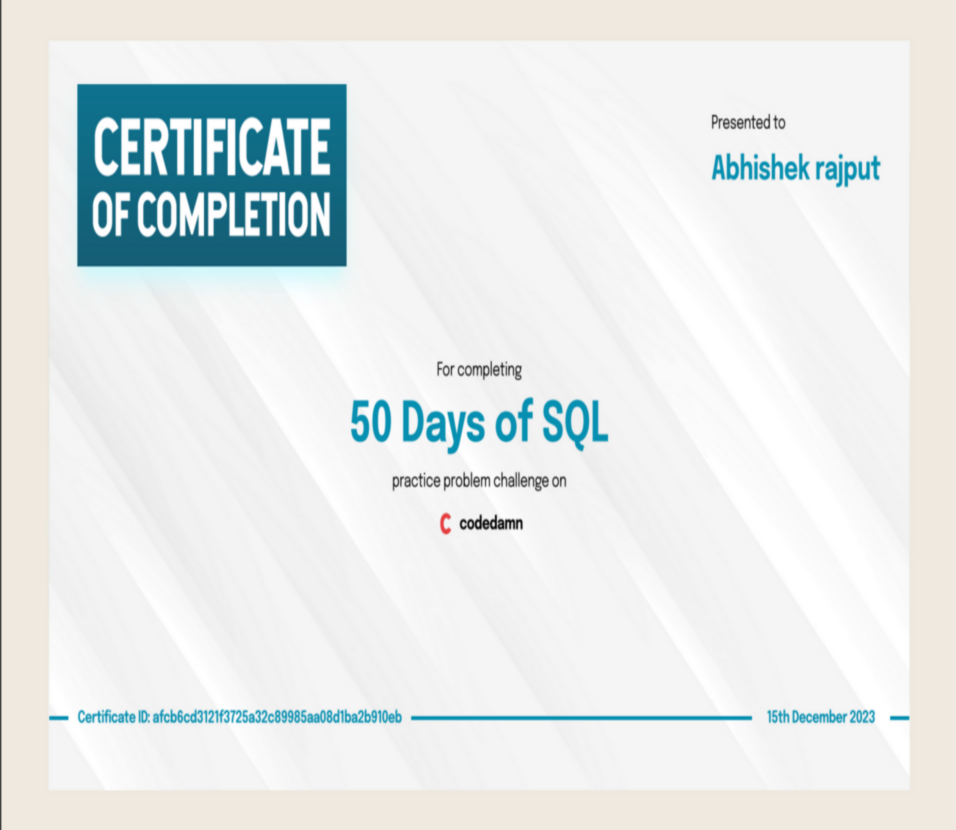 CERTIFICATE
OF COMPLETION
Presented to
Abhishek rajput
For completing
50 Days of SQL
practice problem challenge on
codedamn
Certificate ID: afcb6cd3121f3725a32c89985aa08d1ba2b910eb
15th December 2023